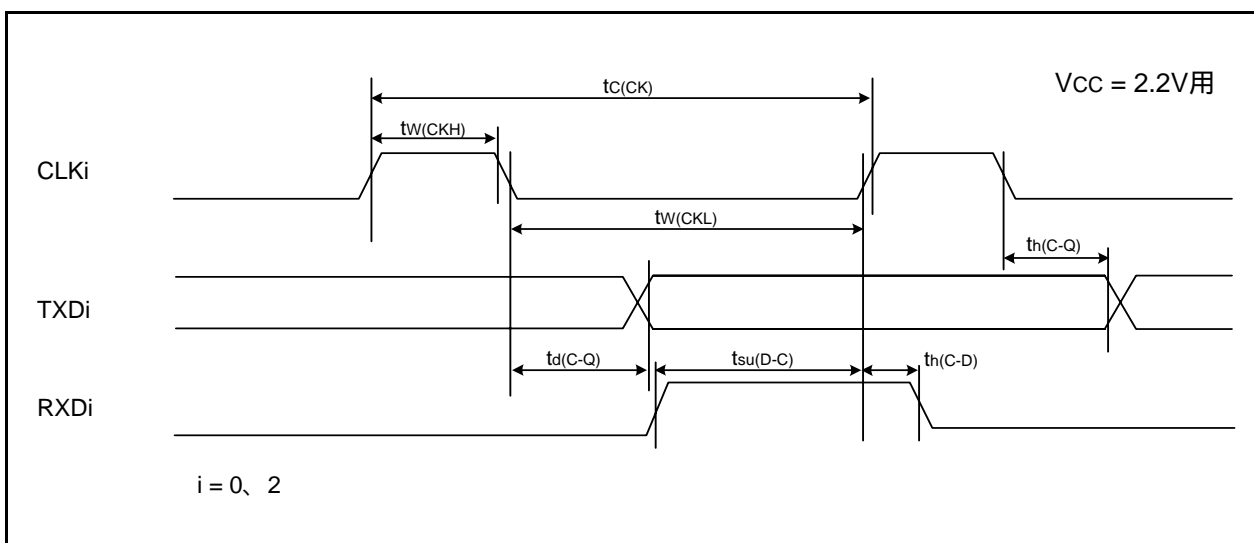 VCC = 2.2V用
tC(CK)
tW(CKH)
CLKi
tW(CKL)
th(C-Q)
TXDi
td(C-Q)
tsu(D-C)
th(C-D)
RXDi
i = 0、2